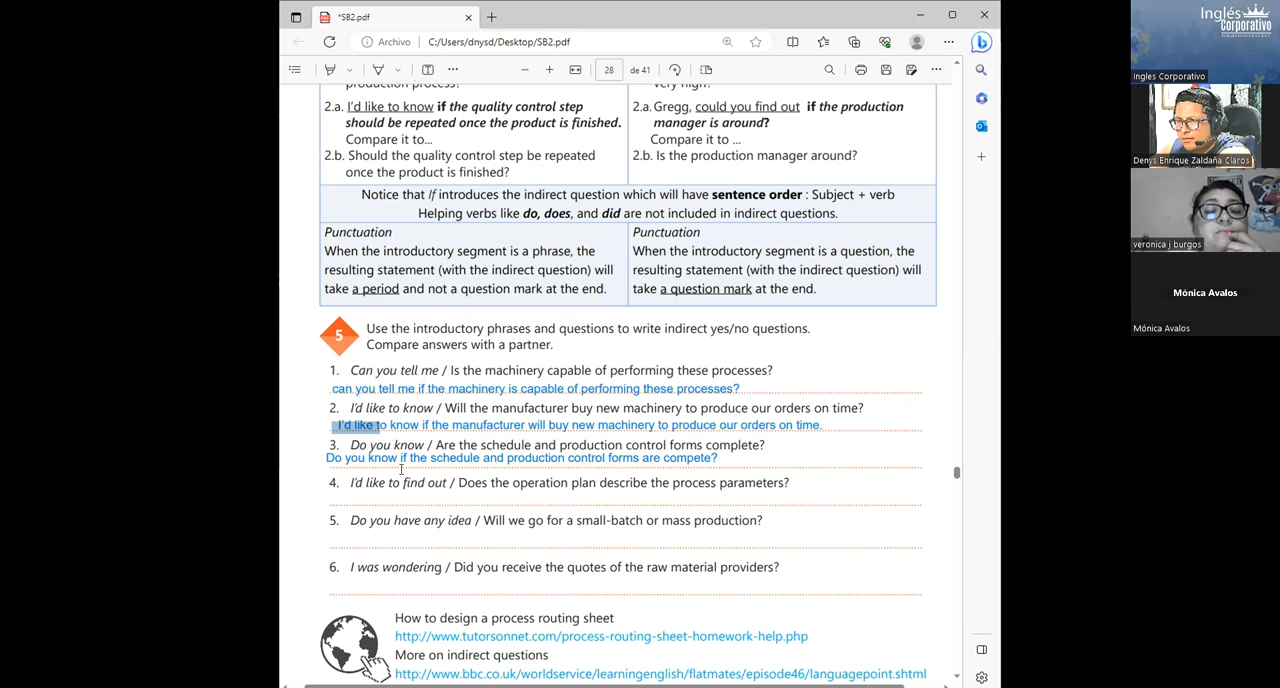 *SB2.pdf
Archivo
C:/Users/dnysd/Desktop/SB2.pdf
28
de 41
production process?
very high?
2.a. I'd like to know if the quality control step
should be repeated once the product is finished.
Compare it to...
2.b. Should the quality control step be repeated
once the product is finished?
2.a. Gregg, could you find out if the production
manager is around?
Compare it to ...
2.b. Is the production manager around?
Notice that If introduces the indirect question which will have sentence order : Subject + verb
Helping verbs like do, does, and did are not included in indirect questions.
Punctuation
When the introductory segment is a phrase, the
resulting statement (with the indirect question) will
take a period and not a question mark at the end.
Punctuation
When the introductory segment is a question, the
resulting statement (with the indirect question) will
take a question mark at the end.
5
Use the introductory phrases and questions to write indirect yes/no questions.
Compare answers with a partner.
1. Can you tell me / Is the machinery capable of performing these processes?
can you tell me if the machinery is capable of performing these processes?
2. I'd like to know / Will the manufacturer buy new machinery to produce our orders on time?
I'd like to know if the manufacturer will buy new machinery to produce our orders on time.
3. Do you know / Are the schedule and production control forms complete?
Do you know if the schedule and production control forms are compete?
4. I'd like to find out / Does the operation plan describe the process parameters?
5. Do you have any idea / Will we go for a small-batch or mass production?
6. I was wondering / Did you receive the quotes of the raw material providers?
How to design a process routing sheet
http://www.tutorsonnet.com/process-routing-sheet-homework-help.php
More on indirect questions
http://www.bbc.co.uk/worldservice/learningenglish/flatmates/episode46/languagepoint.shtml
Inglés
Corporativo
Ingles Corporativo
Denys Enrique Zaldaña Claros
veronica j burgos
Mónica Avalos
Mónica Avalos